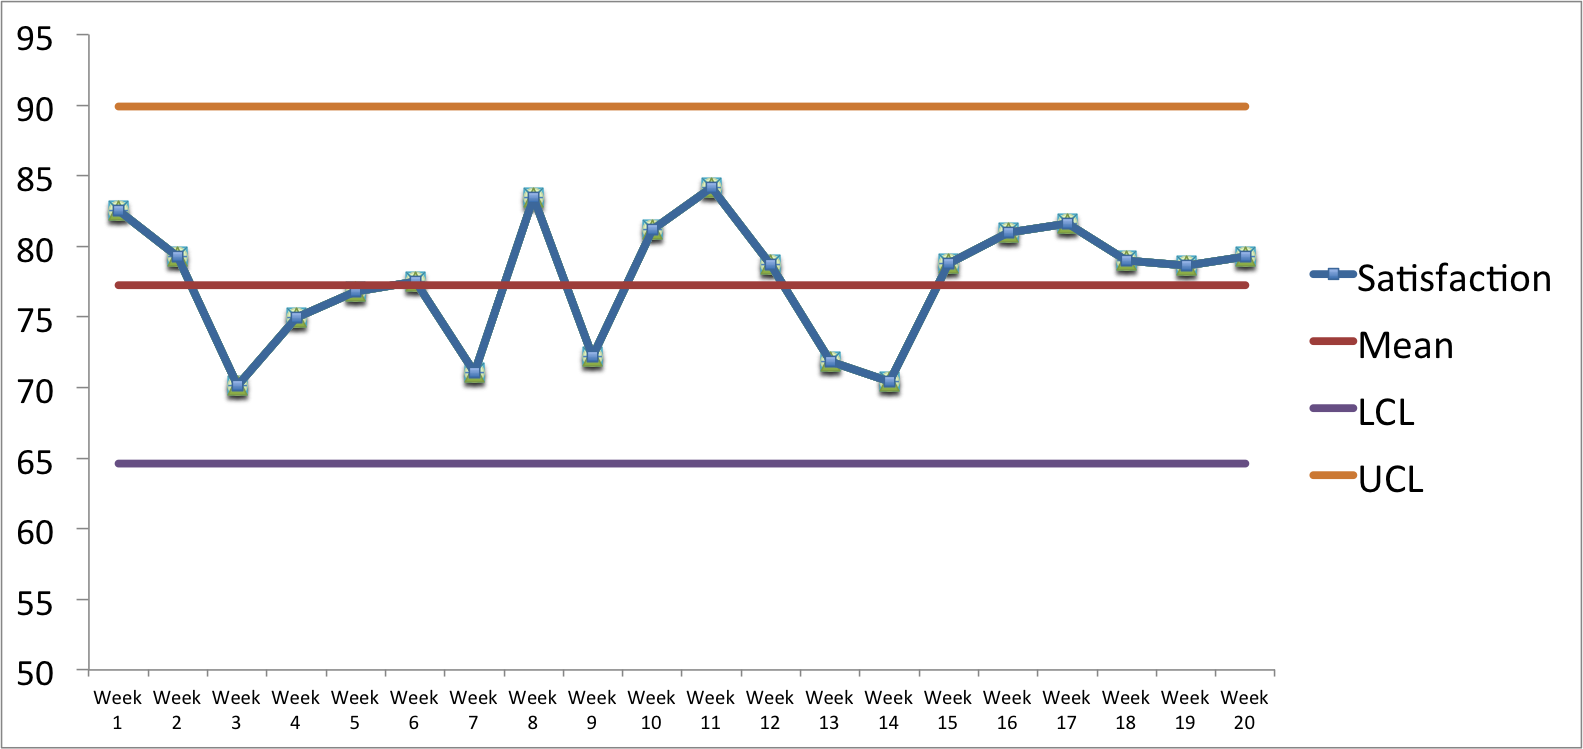 95
90
85
80
75
70
65
60
55
50
Week 1
Week 2
Week 3
Week 4
Week 5
Week 6
Week 7
Week 8
Week 9
Week 10
Week 11
Week 12
Week 13
Week 14
Week 15
Week 16
Week 17
Week 18
Week 19
Week 20
Satisfaction
Mean
LCL
UCL